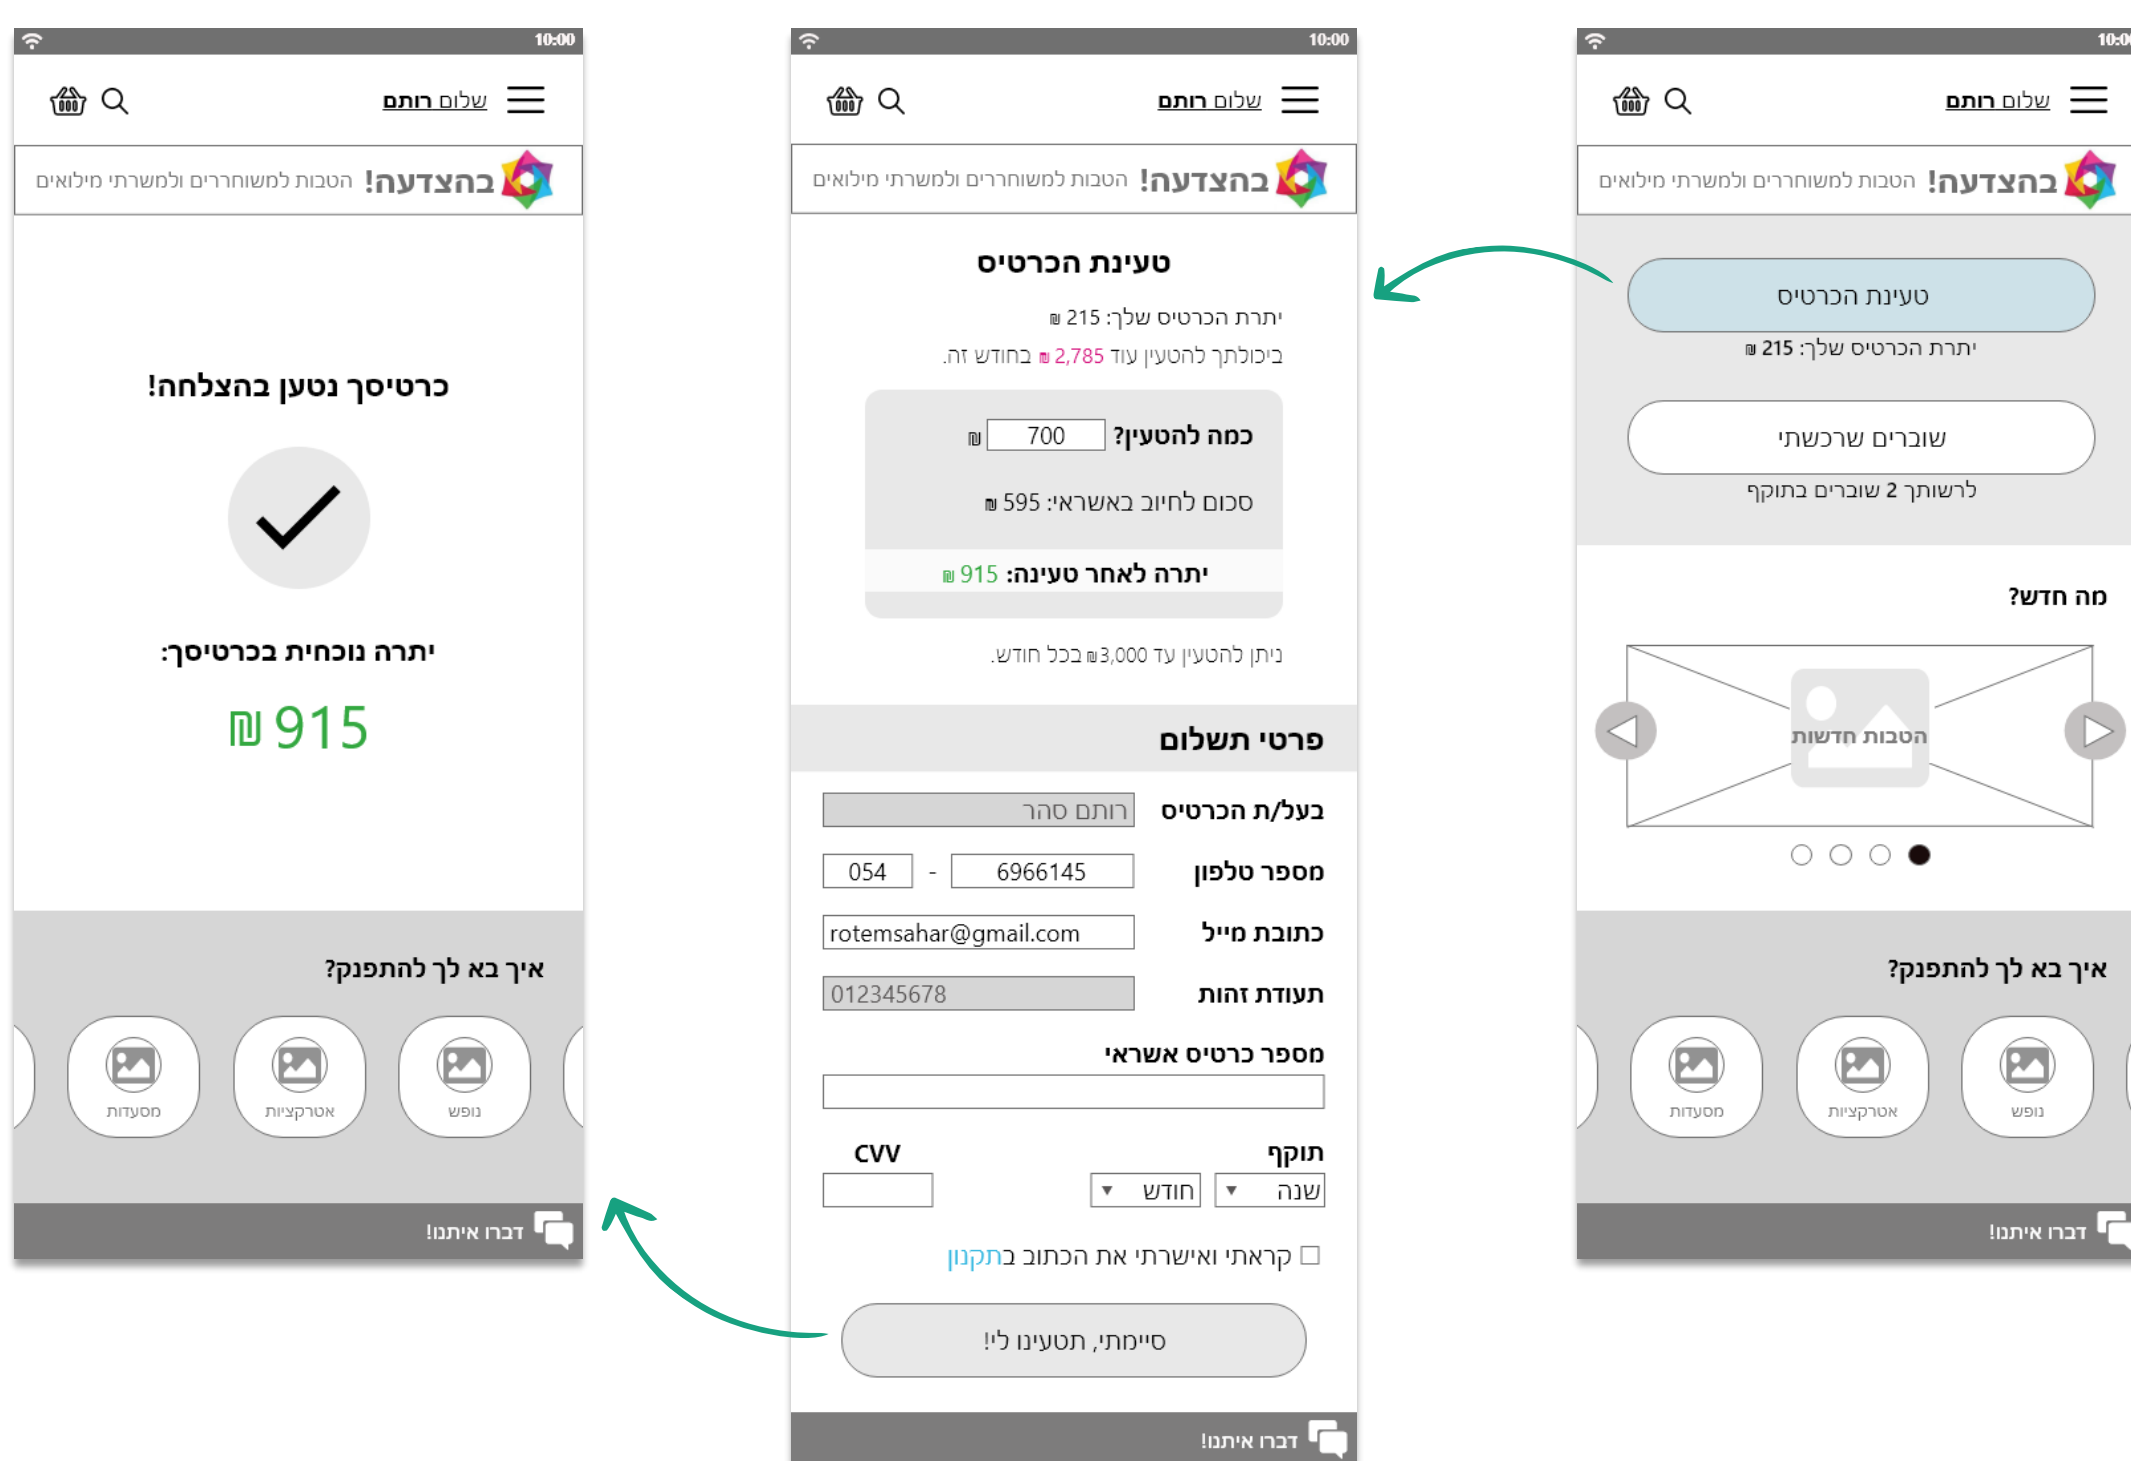 10:00
שלום רותם
בהצדעה! הטבות למשוחררים ולמשרתי מילואים
טעינת הכרטיס
יתרת הכרטיס שלך: 215 ₪
שוברים שרכשתי
לרשותך 2 שוברים בתוקף
מה חדש?
הטבות חדשות
איך בא לך להתפנק?
נופש
אטרקציות
מסעדות
דברו איתנו!
10:00
שלום רותם
בהצדעה! הטבות למשוחררים ולמשרתי מילואים
טעינת הכרטיס
יתרת הכרטיס שלך: 215 ₪
ביכולתך להטעין עוד 2,785 ₪ בחודש זה.
כמה להטעין? 700 ₪
סכום לחיוב באשראי: 595 ₪
יתרה לאחר טעינה: 915 ₪
ניתן להטעין עד 3,000₪ בכל חודש.
פרטי תשלום
בעל/ת הכרטיס רותם סהר
מספר טלפון 054 - 6966145
כתובת מייל rotemsahar@gmail.com
תעודת זהות 012345678
מספר כרטיס אשראי
תוקף CVV
שנה חודש
קראתי ואישרתי את הכתוב בתקנון
סיימתי, תטעינו לי!
דברו איתנו!
10:00
שלום רותם
בהצדעה! הטבות למשוחררים ולמשרתי מילואים
כרטיסך נטען בהצלחה!
יתרה נוכחית בכרטיסך:
915 ₪
איך בא לך להתפנק?
נופש
אטרקציות
מסעדות
דברו איתנו!